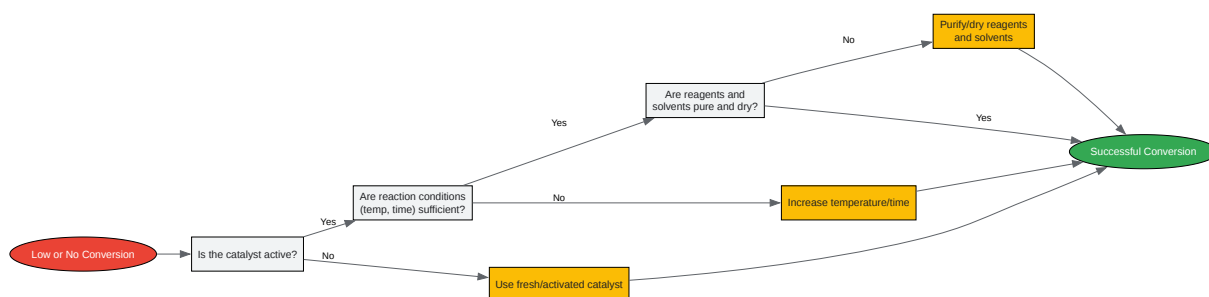 Purify/dry reagents
and solvents
No
Are reagents and
solvents pure and dry?
Yes
Yes
Successful Conversion
Are reaction conditions
(temp, time) sufficient?
No
Increase temperature/time
Yes
Low or No Conversion
Is the catalyst active?
No
Use fresh/activated catalyst